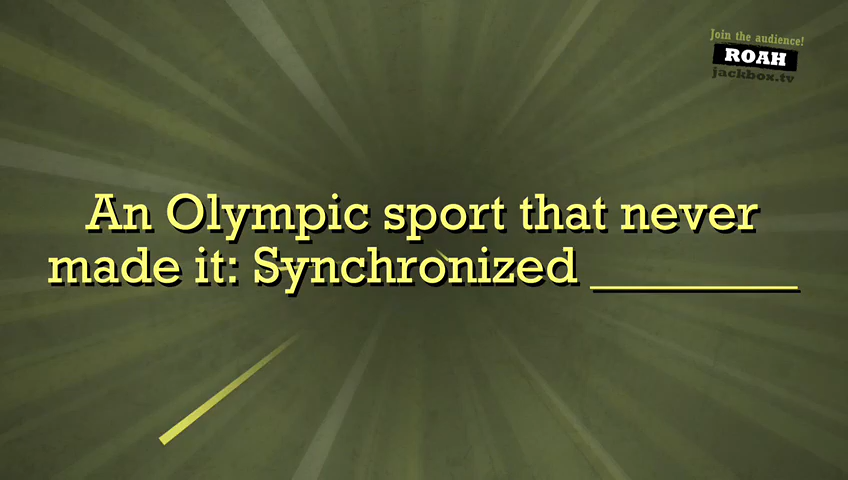 Join the audience!
ROAH
jackbox.tv
An Olympic sport that never
made it: Synchronized ________